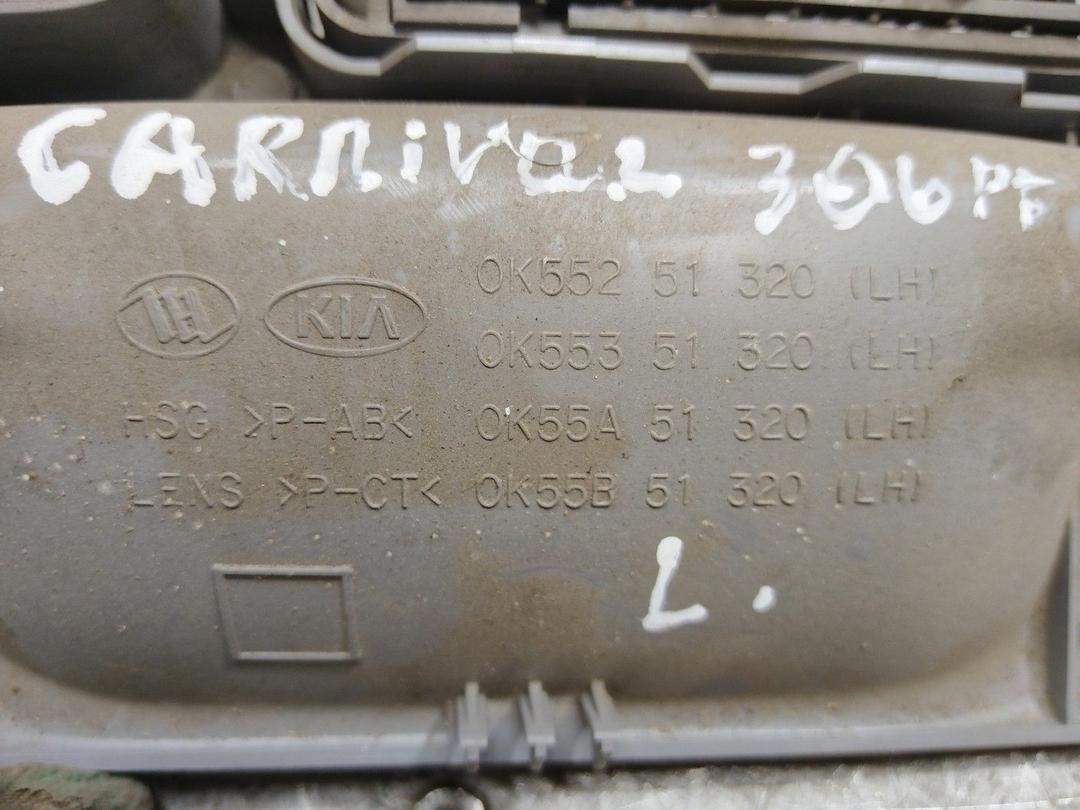 CARNiVAL 306
KIA
0K552 51 320 (LH)
0K553 51 320 (LH)
HSG >P-AB< 0K55A 51 320 (LH)
LENS >P-CT< 0K55B 51 320 (LH)
L.